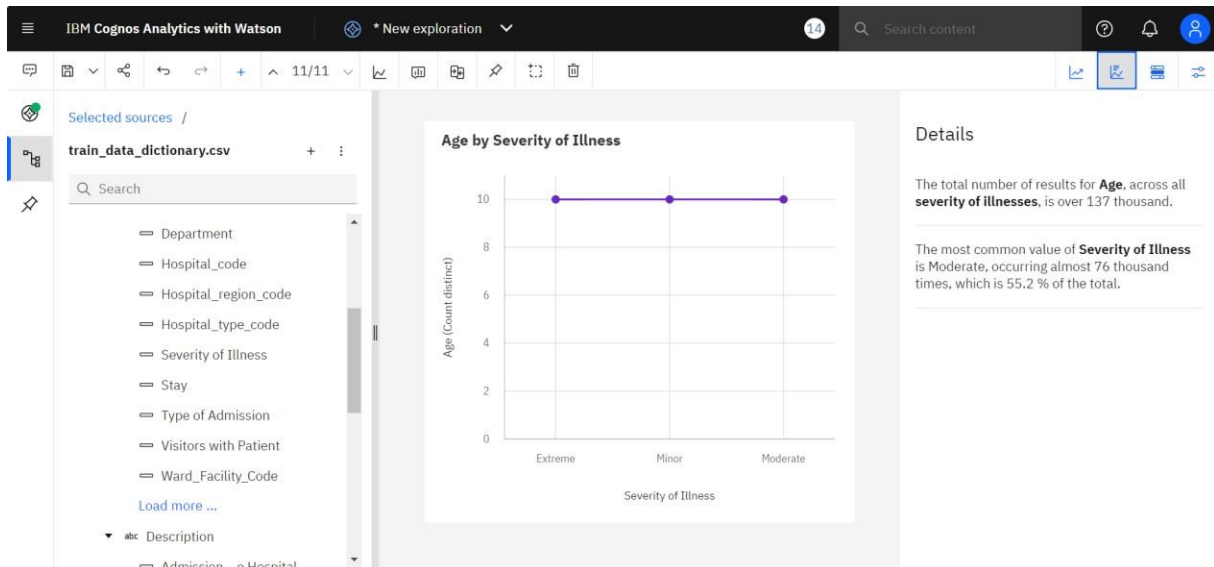 IBM Cognos Analytics with Watson
* New exploration
14
Search content
11/11
Selected sources /
train_data_dictionary.csv
Search
Department
Hospital_code
Hospital_region_code
Hospital_type_code
Severity of Illness
Stay
Type of Admission
Visitors with Patient
Ward_Facility_Code
Load more ...
abc Description
Admission_...e Hospital
Age by Severity of Illness
Age (Count distinct)
10
8
6
4
2
0
Extreme Minor Moderate
Severity of Illness
Details
The total number of results for Age, across all
severity of illnesses, is over 137 thousand.
The most common value of Severity of Illness
is Moderate, occurring almost 76 thousand
times, which is 55.2 % of the total.